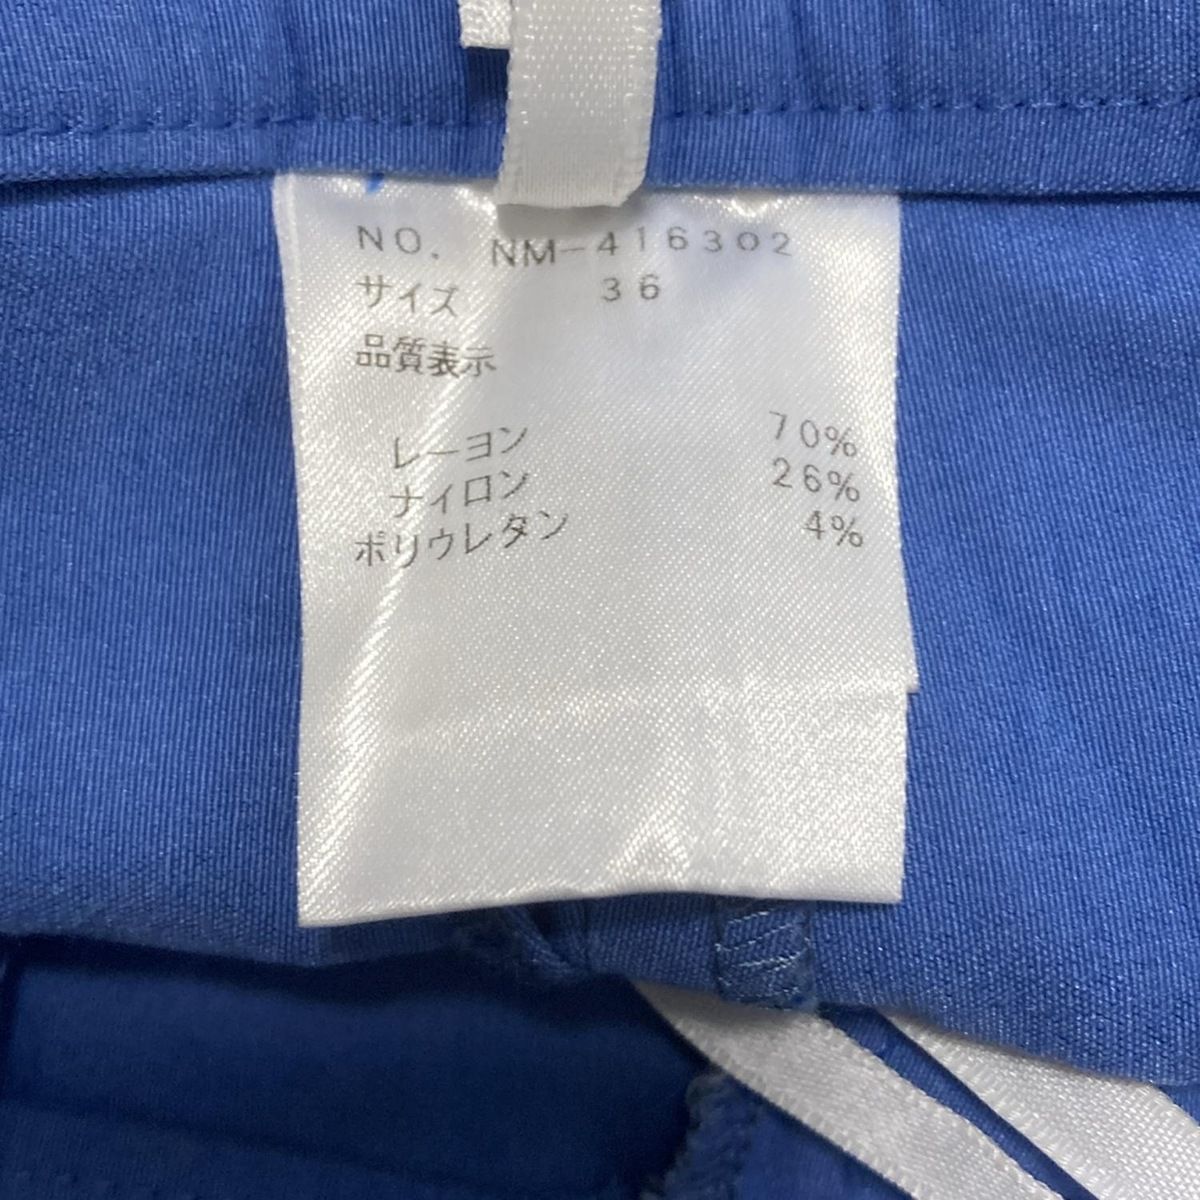 NO. NM-416302
サイズ 36
品質表示
レーヨン 70%
ナイロン 26%
ポリウレタン 4%